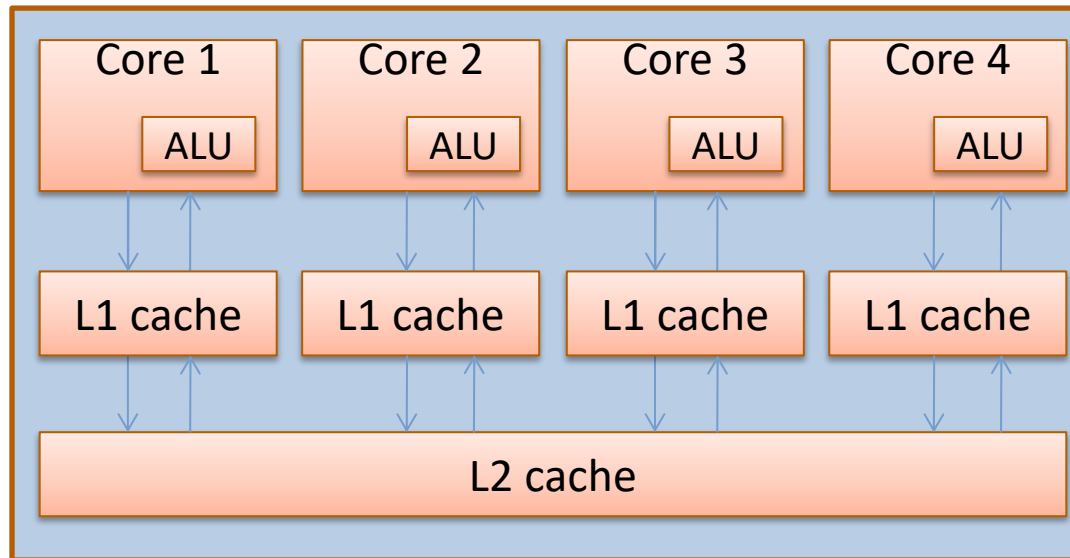 Core 1
Core 2
Core 3
Core 4
ALU
ALU
ALU
ALU
L1 cache
L1 cache
L1 cache
L1 cache
L2 cache